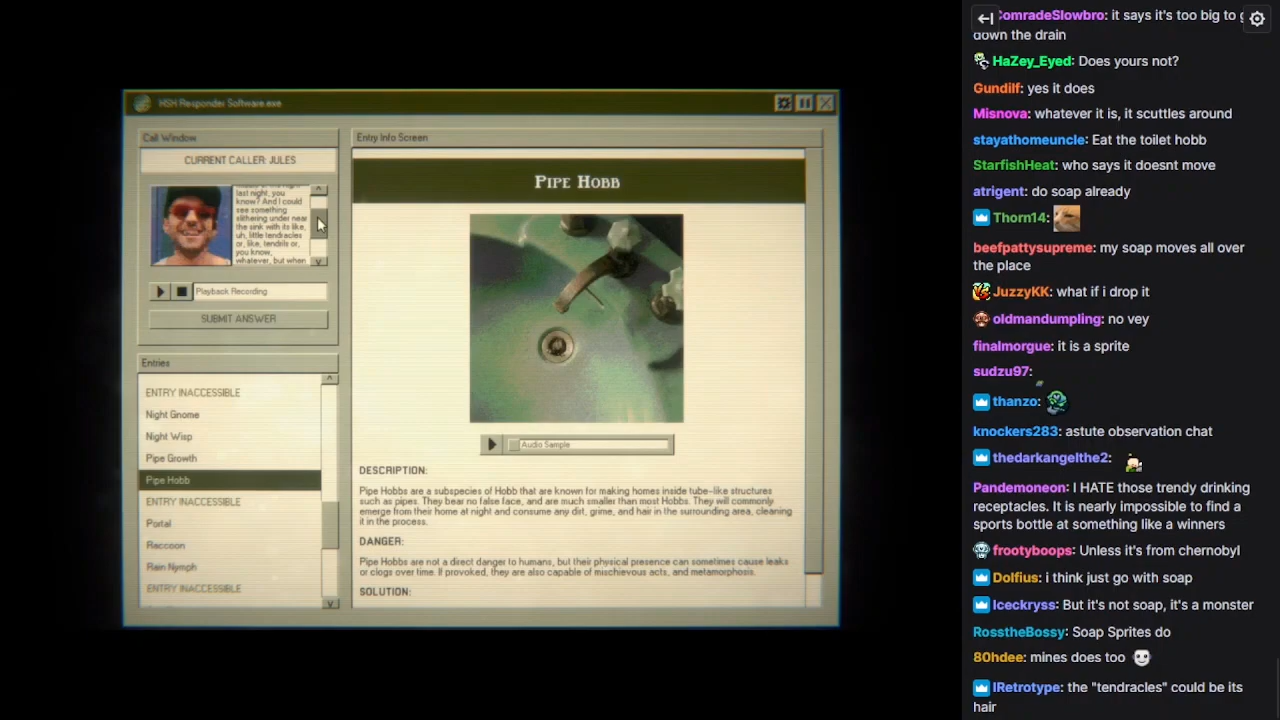 NSH Responder Software.exe
Call Window
CURRENT CALLER: JULES
last night, you
know? And I could
see something
slithering under near
the sink with its like,
uh, little tendracles
or, like, tendrils or,
you know,
whatever, but when
Playback Recording
SUBMIT ANSWER
Entries
ENTRY INACCESSIBLE
Night Gnome
Night Wisp
Pipe Growth
Pipe Hobb
ENTRY INACCESSIBLE
Portal
Raccoon
Rain Nymph
ENTRY INACCESSIBLE
Entry Info Screen
PIPE HOBB
Audio Sample
DESCRIPTION:
Pipe Hobbs are a subspecies of Hobb that are known for making homes inside tube-like structures
such as pipes. They bear no false face, and are much smaller than most Hobbs. They will commonly
emerge from their home at night and consume any dirt, grime, and hair in the surrounding area, cleaning
it in the process.
DANGER:
Pipe Hobbs are not a direct danger to humans, but their physical presence can sometimes cause leaks
or clogs over time. If provoked, they are also capable of mischievous acts, and metamorphosis.
SOLUTION:
ComradeSlowbro: it says it's too big to
down the drain
HaZey_Eyed: Does yours not?
Gundilf: yes it does
Misnova: whatever it is, it scuttles around
stayathomeuncle: Eat the toilet hobb
StarfishHeat: who says it doesnt move
atrigent: do soap already
Thorn14:
beefpattysupreme: my soap moves all over
the place
JuzzyKK: what if i drop it
oldmandumpling: no vey
finalmorgue: it is a sprite
sudzu97:
thanzo:
knockers283: astute observation chat
thedarkangelthe2:
Pandemoneon: I HATE those trendy drinking
receptacles. It is nearly impossible to find a
sports bottle at something like a winners
frootyboops: Unless it's from chernobyl
Dolfius: i think just go with soap
Iceckryss: But it's not soap, it's a monster
RosstheBossy: Soap Sprites do
80hdee: mines does too
IRetrotype: the "tendracles" could be its
hair